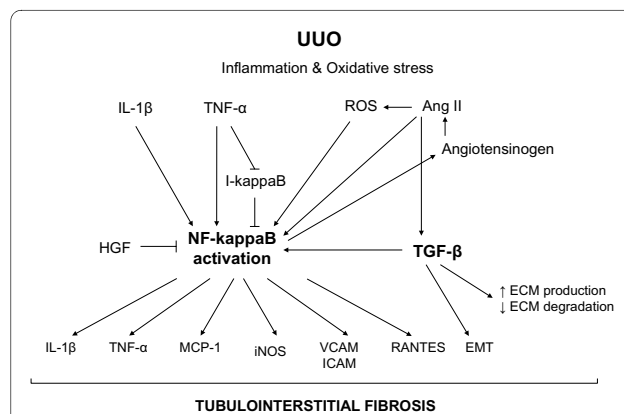 UUO
Inflammation & Oxidative stress
IL-1β
TNF-α
ROS
Ang II
Angiotensinogen
I-kappaB
HGF
NF-kappaB
activation
TGF-β
↑ ECM production
↓ ECM degradation
IL-1β
TNF-α
MCP-1
iNOS
VCAM
ICAM
RANTES
EMT
TUBULOINTERSTITIAL FIBROSIS